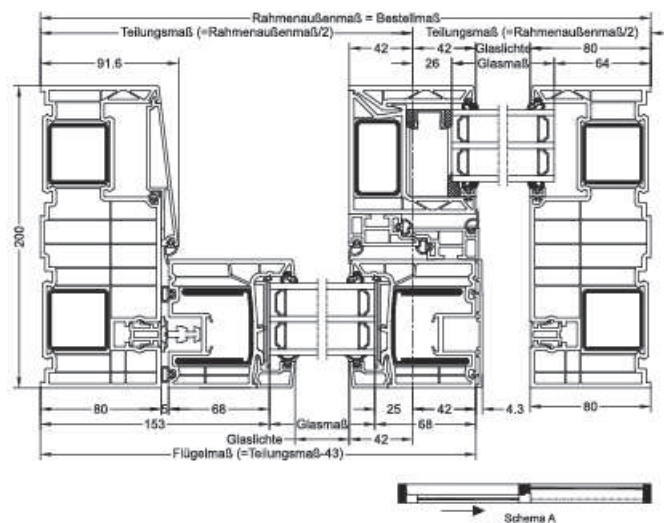 Rahmenaußenmaß = Bestellmaß
Teilungsmaß (=Rahmenaußenmaß/2) Teilungsmaß (=Rahmenaußenmaß/2)
42 42 Glaslichte 80
91.6 26 Glasmaß 64
200
80 5 68 Glasmaß 25 42 4.3 80
153 68
Glaslichte 42
Flügelmaß (=Teilungsmaß-43)
Schema A